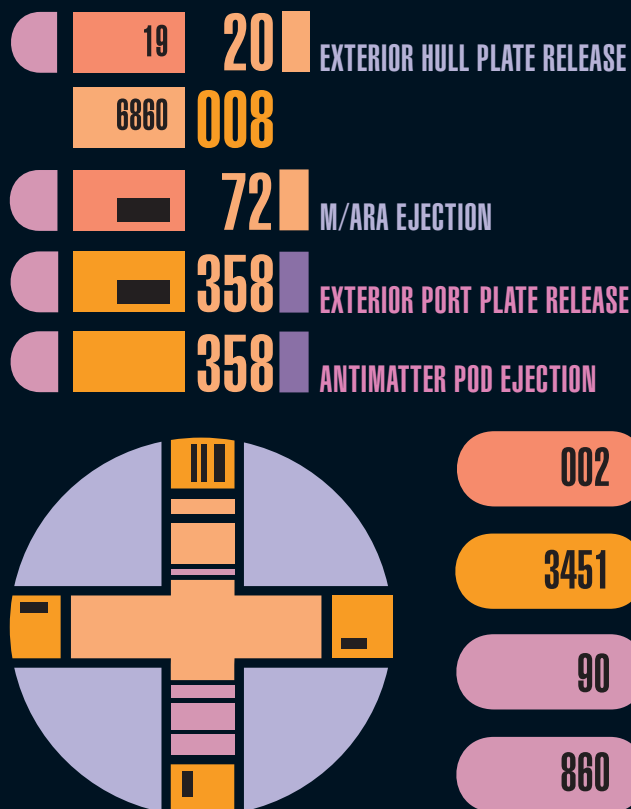 19 20 EXTERIOR HULL PLATE RELEASE
6860 008
72 M/ARA EJECTION
358 EXTERIOR PORT PLATE RELEASE
358 ANTIMATTER POD EJECTION
002
3451
90
860